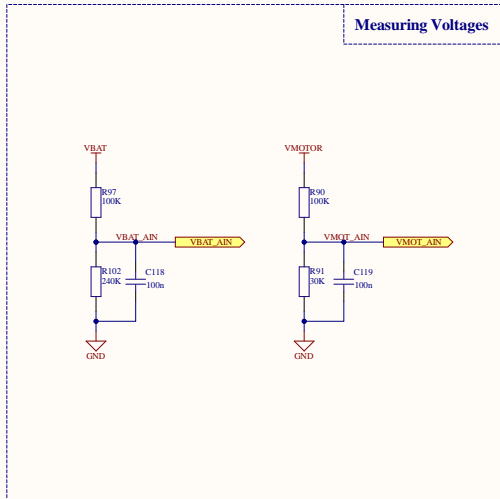 Measuring Voltages
VBAT
VMOTOR
R97
100K
R90
100K
VBAT_AIN
VBAT_AIN
VMOT_AIN
VMOT_AIN
R102
240K
C118
100n
R91
30K
C119
100n
GND
GND